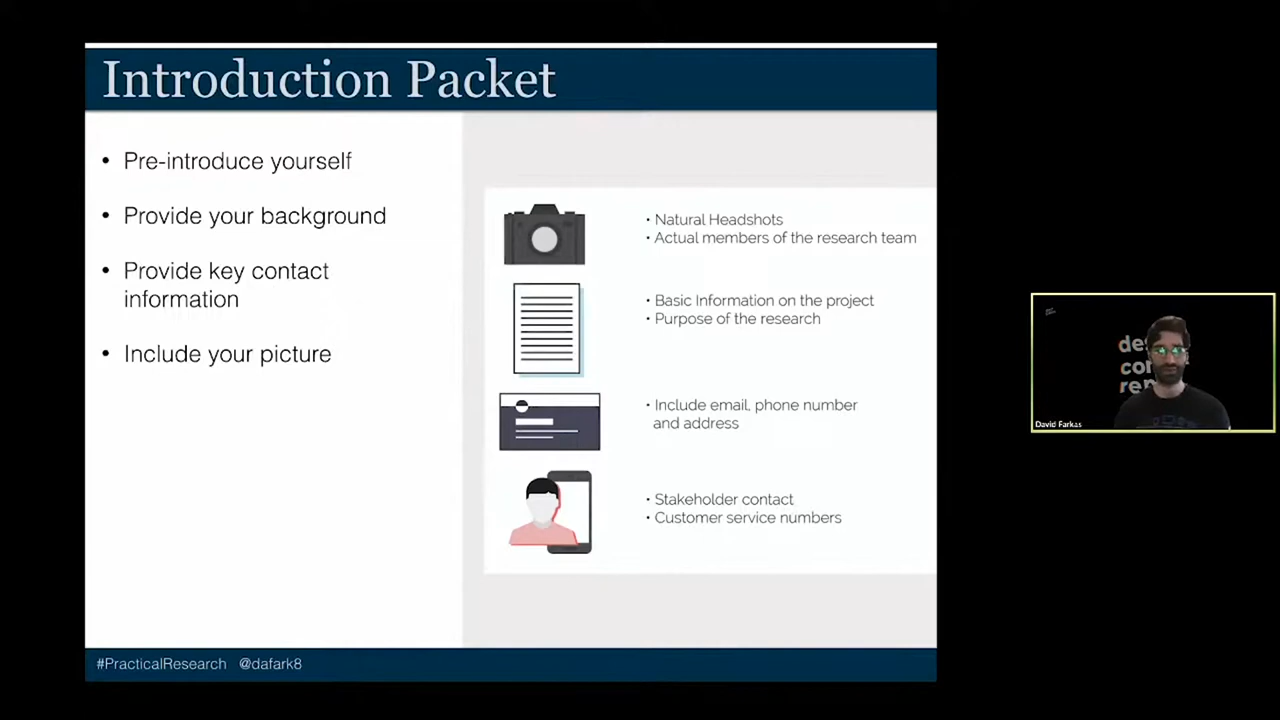 Introduction Packet
• Pre-introduce yourself
• Provide your background
• Provide key contact
information
• Include your picture
• Natural Headshots
• Actual members of the research team
• Basic Information on the project
• Purpose of the research
• Include email, phone number
and address
• Stakeholder contact
• Customer service numbers
#PracticalResearch @dafark8
David Farkas